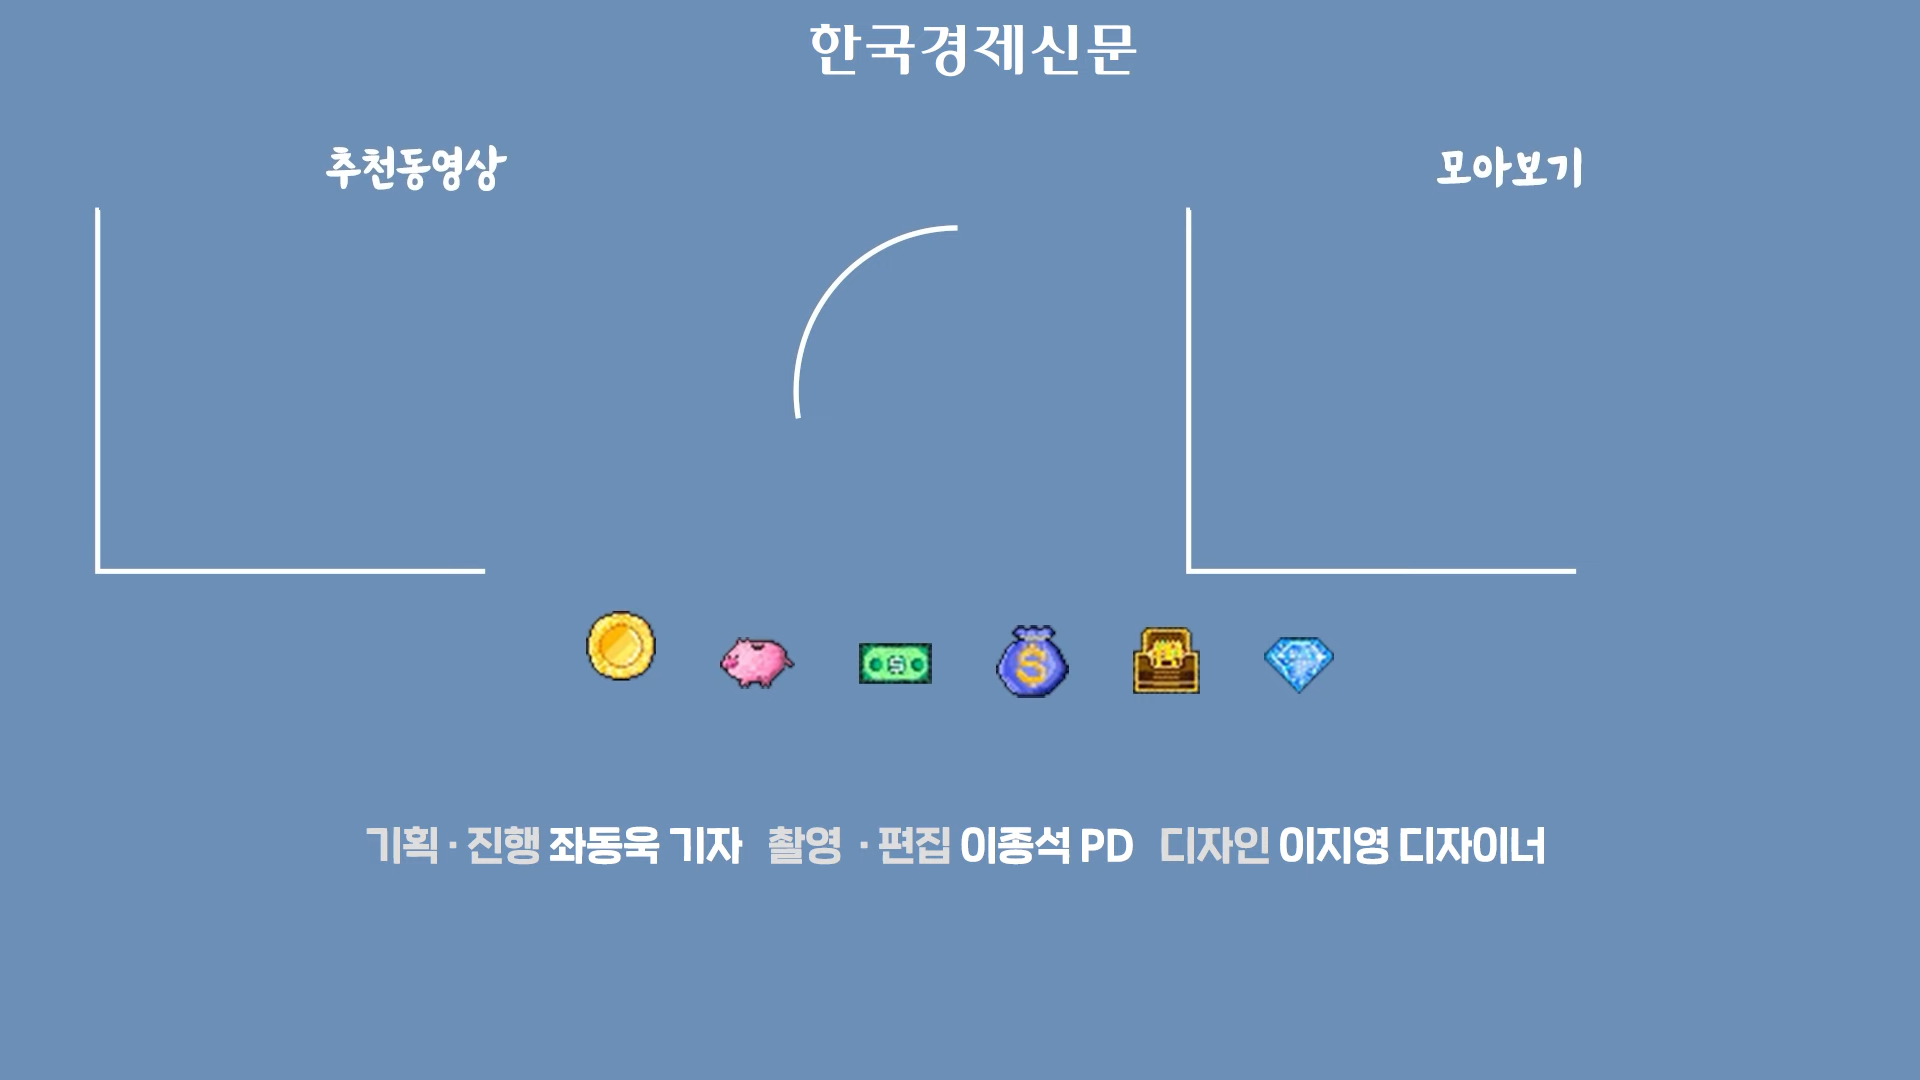 한국경제신문
추천동영상
모아보기
기획 · 진행 좌동욱 기자 촬영 · 편집 이종석 PD 디자인 이지영 디자이너